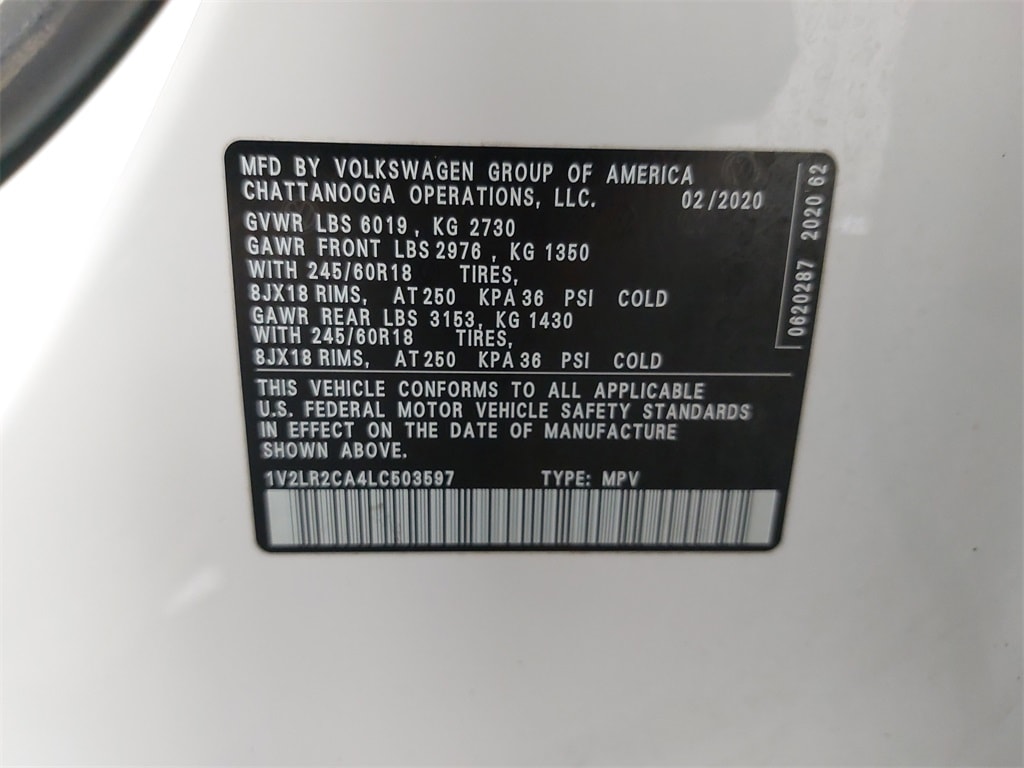 MFD BY VOLKSWAGEN GROUP OF AMERICA
CHATTANOOGA OPERATIONS, LLC. 02/2020
GVWR LBS 6019, KG 2730
GAWR FRONT LBS 2976, KG 1350
WITH 245/60R18 TIRES,
8JX18 RIMS, AT 250 KPA 36 PSI COLD
GAWR REAR LBS 3153, KG 1430
WITH 245/60R18 TIRES,
8JX18 RIMS, AT 250 KPA 36 PSI COLD
THIS VEHICLE CONFORMS TO ALL APPLICABLE
U.S. FEDERAL MOTOR VEHICLE SAFETY STANDARDS
IN EFFECT ON THE DATE OF MANUFACTURE
SHOWN ABOVE.
1V2LR2CA4LC503597 TYPE: MPV
0620287 2020 62